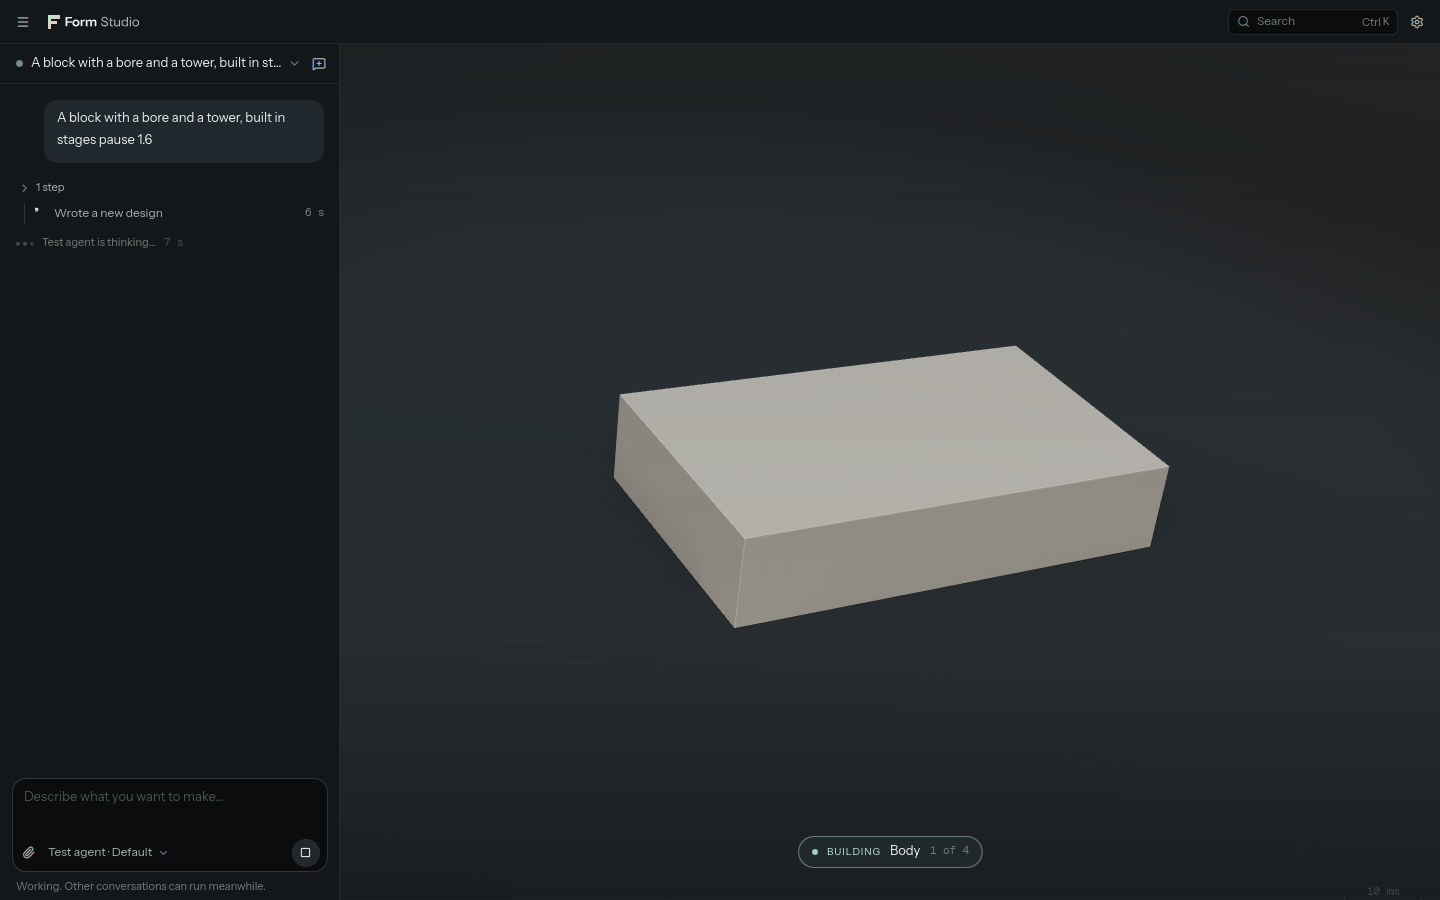 Form Studio
Search
Ctrl K
A block with a bore and a tower, built in st...
A block with a bore and a tower, built in
stages pause 1.6
1 step
Wrote a new design
6 s
Test agent is thinking...
7 s
Describe what you want to make...
Test agent · Default
Working. Other conversations can run meanwhile.
BUILDING Body 1 of 4
10 mm